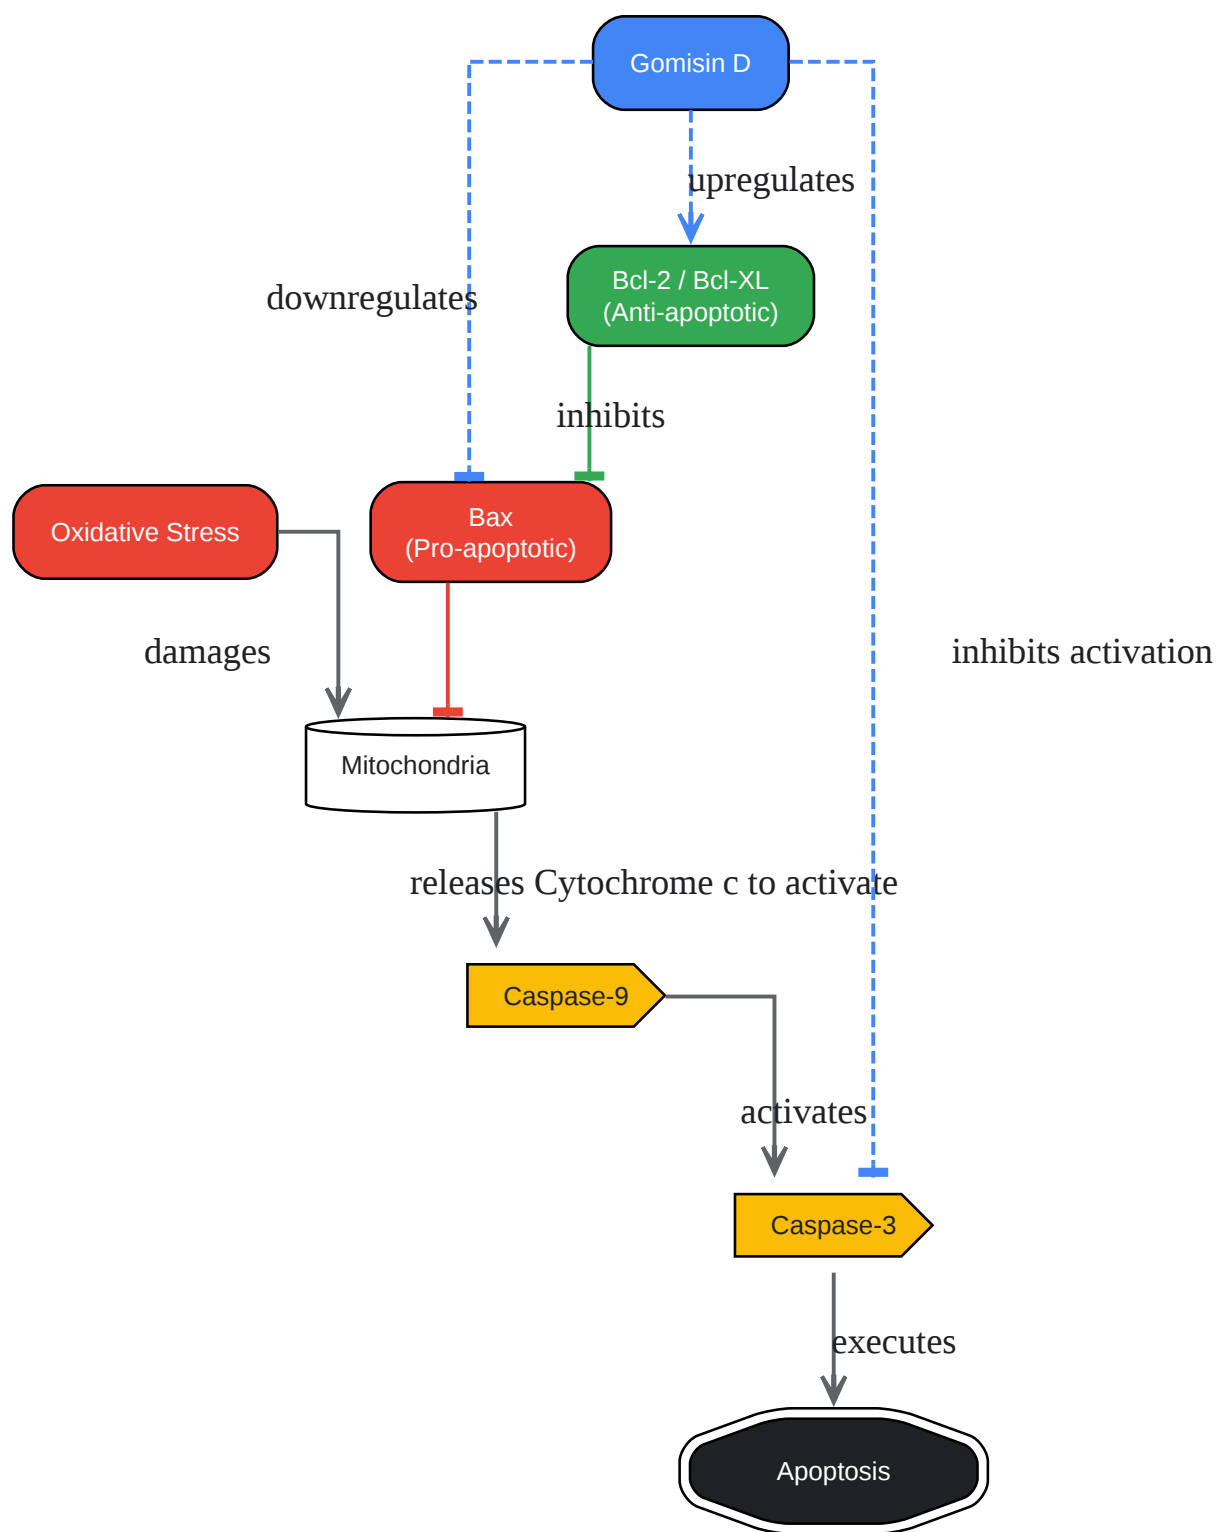 Gomisin D
upregulates
Bcl-2 / Bcl-XL
(Anti-apoptotic)
downregulates
inhibits
Bax
(Pro-apoptotic)
Oxidative Stress
damages
inhibits activation
Mitochondria
releases Cytochrome c to activate
Caspase-9
activates
Caspase-3
executes
Apoptosis